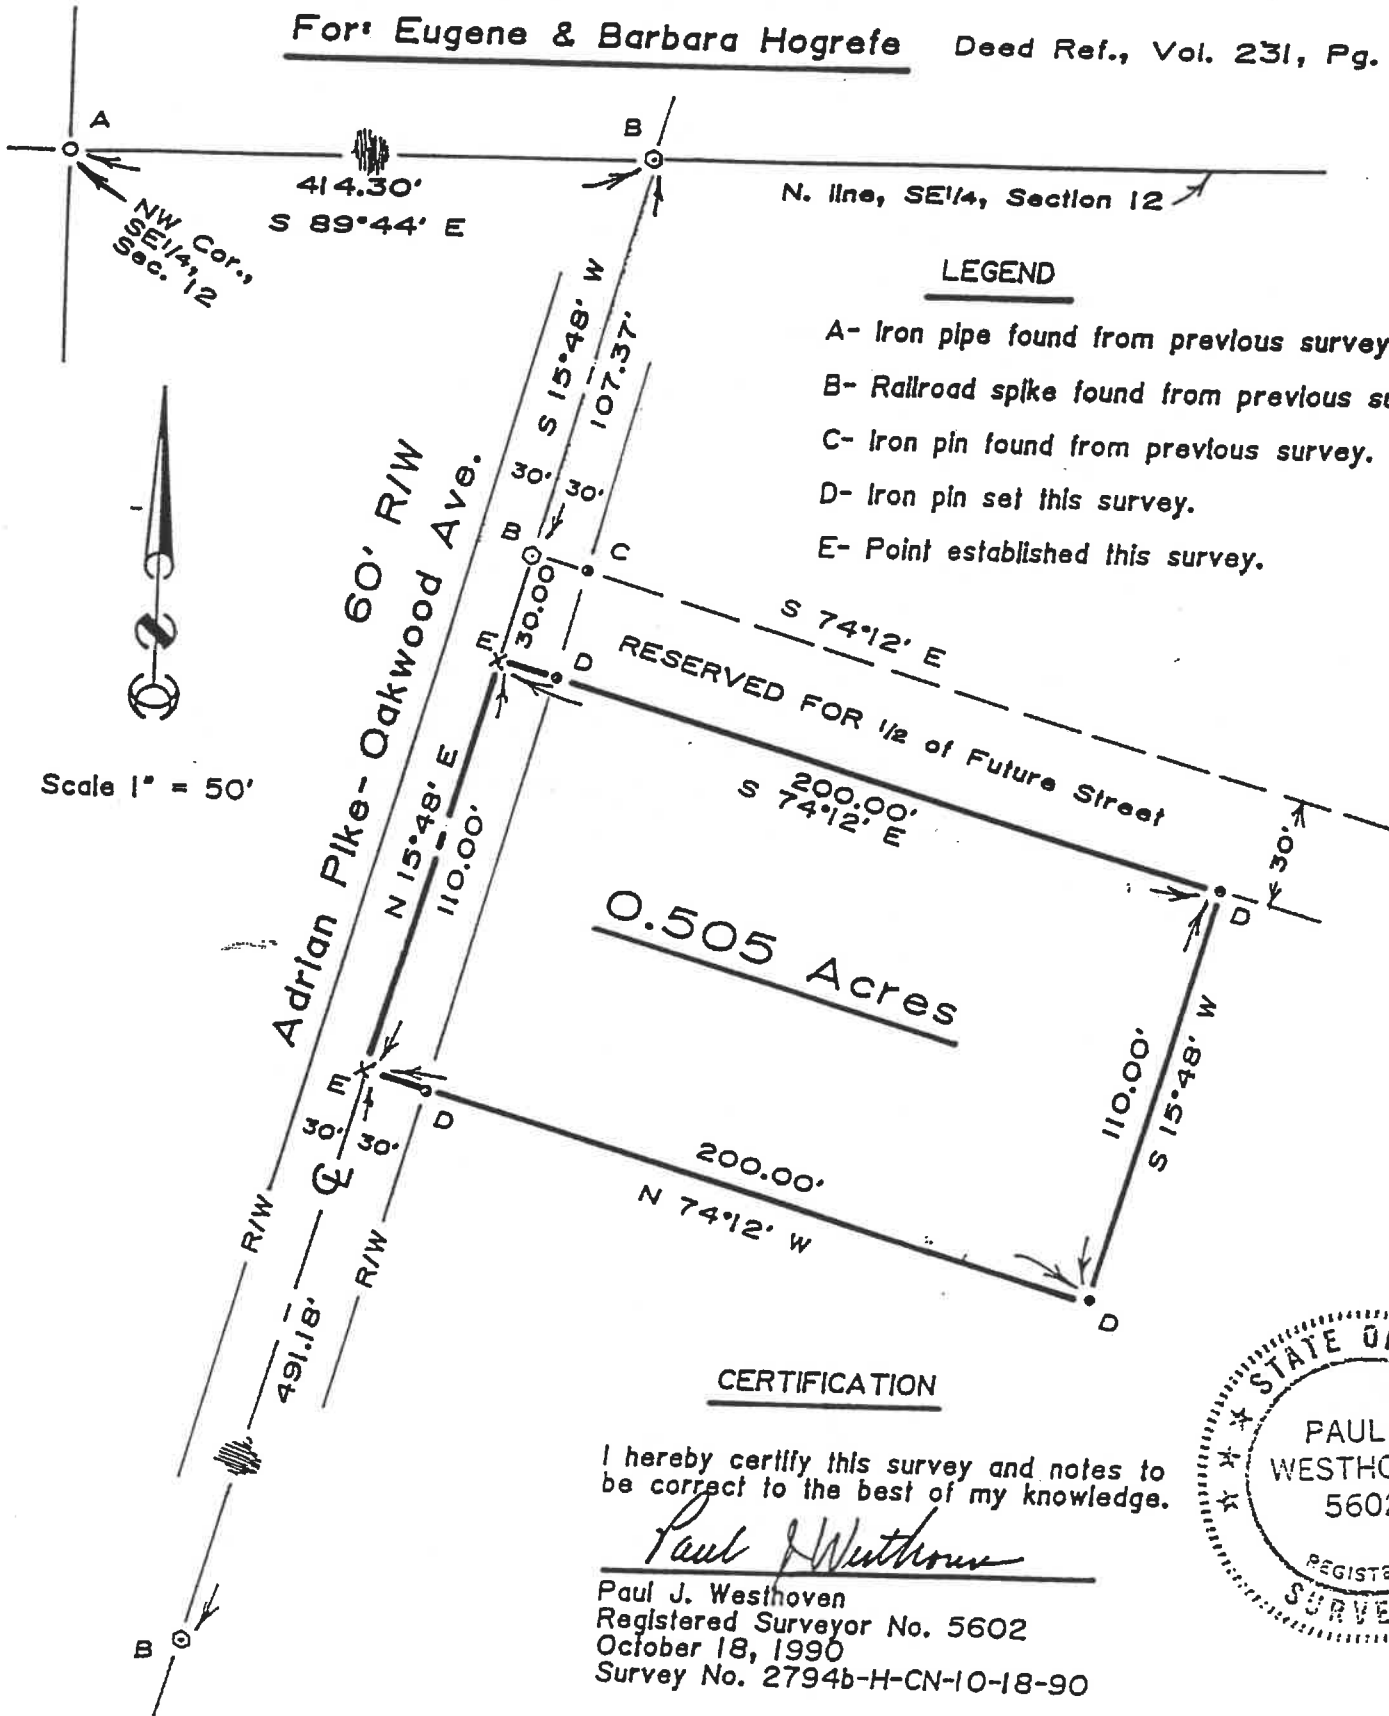 For: Eugene & Barbara Hogrefe Deed Ref., Vol. 231, Pg.
A
B
414.30'
S 89°44' E
N. line, SE1/4, Section 12
NW Cor.,
SE1/4,
Sec. 12
LEGEND
A- Iron pipe found from previous survey
B- Railroad spike found from previous su
C- Iron pin found from previous survey.
D- Iron pin set this survey.
E- Point established this survey.
S 15°48' W
107.37'
30' 30'
B
C
60' R/W
Adrian Pike-Oakwood Ave.
30.00
E
D
S 74°12' E
RESERVED FOR 1/2 of Future Street
200.00'
S 74°12' E
30'
Scale 1" = 50'
N 15°48' E
110.00'
0.505 Acres
D
110.00'
S 15°48' W
E
D
30' 30'
CL
200.00'
N 74°12' W
R/W
R/W
491.18'
D
B
CERTIFICATION
I hereby certify this survey and notes to
be correct to the best of my knowledge.
Paul J Westhoven
Paul J. Westhoven
Registered Surveyor No. 5602
October 18, 1990
Survey No. 2794b-H-CN-10-18-90
STATE OF
PAUL
WESTHO
5602
REGISTE
SURVE